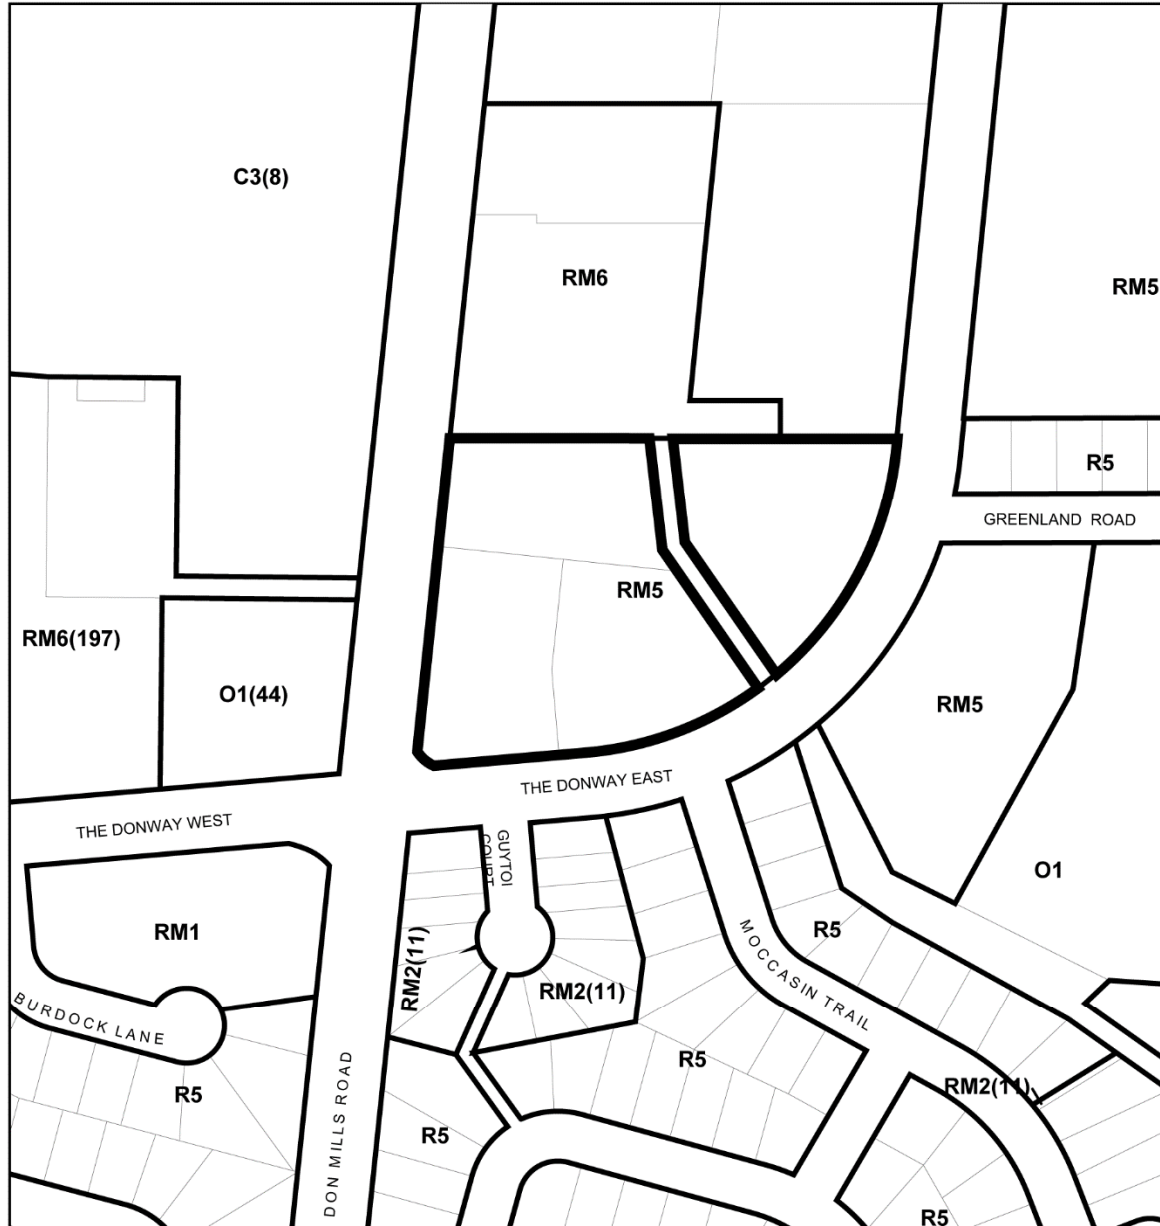 C3(8)
RM6
RM5
R5
GREENLAND ROAD
RM5
RM6(197)
O1(44)
RM5
THE DONWAY EAST
THE DONWAY WEST
GUYTOI
COURT
O1
RM1
RM2(11)
R5
MOCCASIN TRAIL
RM2(11)
BURDOCK LANE
R5
R5
RM2(11)
DON MILLS ROAD
R5
R5